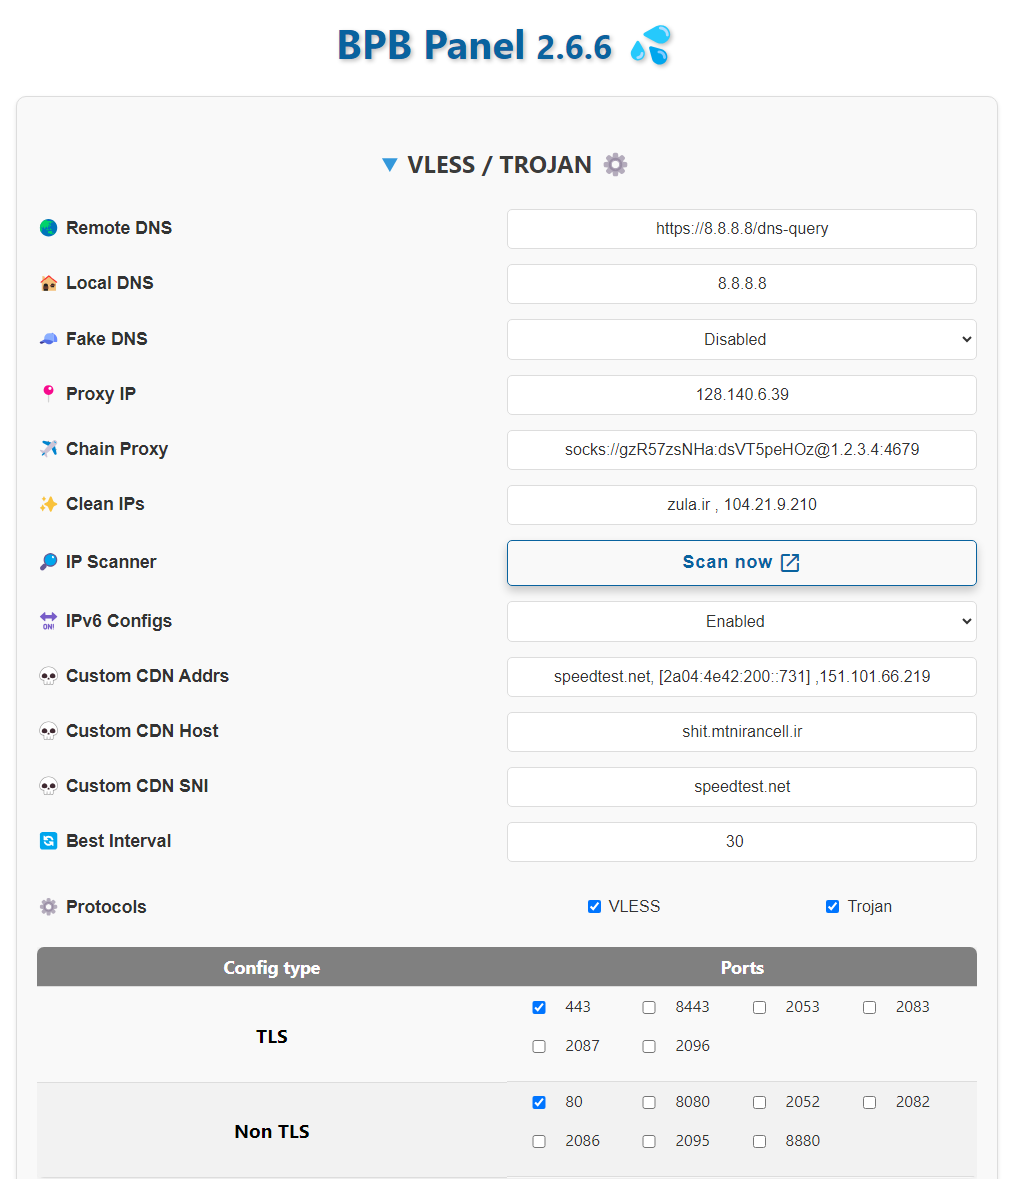 BPB Panel 2.6.6
VLESS / TROJAN
Remote DNS https://8.8.8.8/dns-query
Local DNS 8.8.8.8
Fake DNS Disabled
Proxy IP 128.140.6.39
Chain Proxy socks://gzR57zsNHa:dsVT5peHOz@1.2.3.4:4679
Clean IPs zula.ir , 104.21.9.210
IP Scanner Scan now
IPv6 Configs Enabled
Custom CDN Addrs speedtest.net, [2a04:4e42:200::731] ,151.101.66.219
Custom CDN Host shit.mtnirancell.ir
Custom CDN SNI speedtest.net
Best Interval 30
Protocols VLESS Trojan
Config type Ports
TLS
443 8443 2053 2083
2087 2096
Non TLS
80 8080 2052 2082
2086 2095 8880